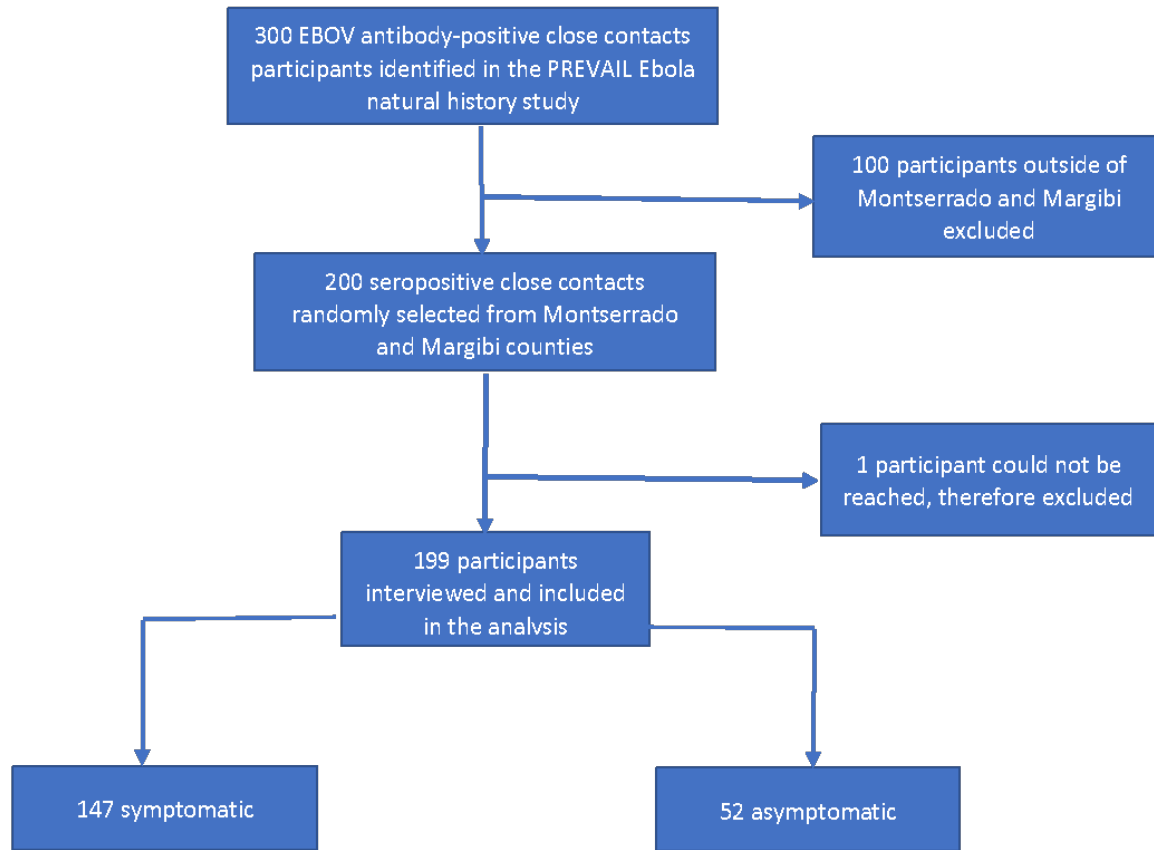 300 EBOV antibody-positive close contacts
participants identified in the PREVAIL Ebola
natural history study
100 participants outside of
Montserrado and Margibi
excluded
200 seropositive close contacts
randomly selected from Montserrado
and Margibi counties
1 participant could not be
reached, therefore excluded
199 participants
interviewed and included
in the analysis
147 symptomatic
52 asymptomatic